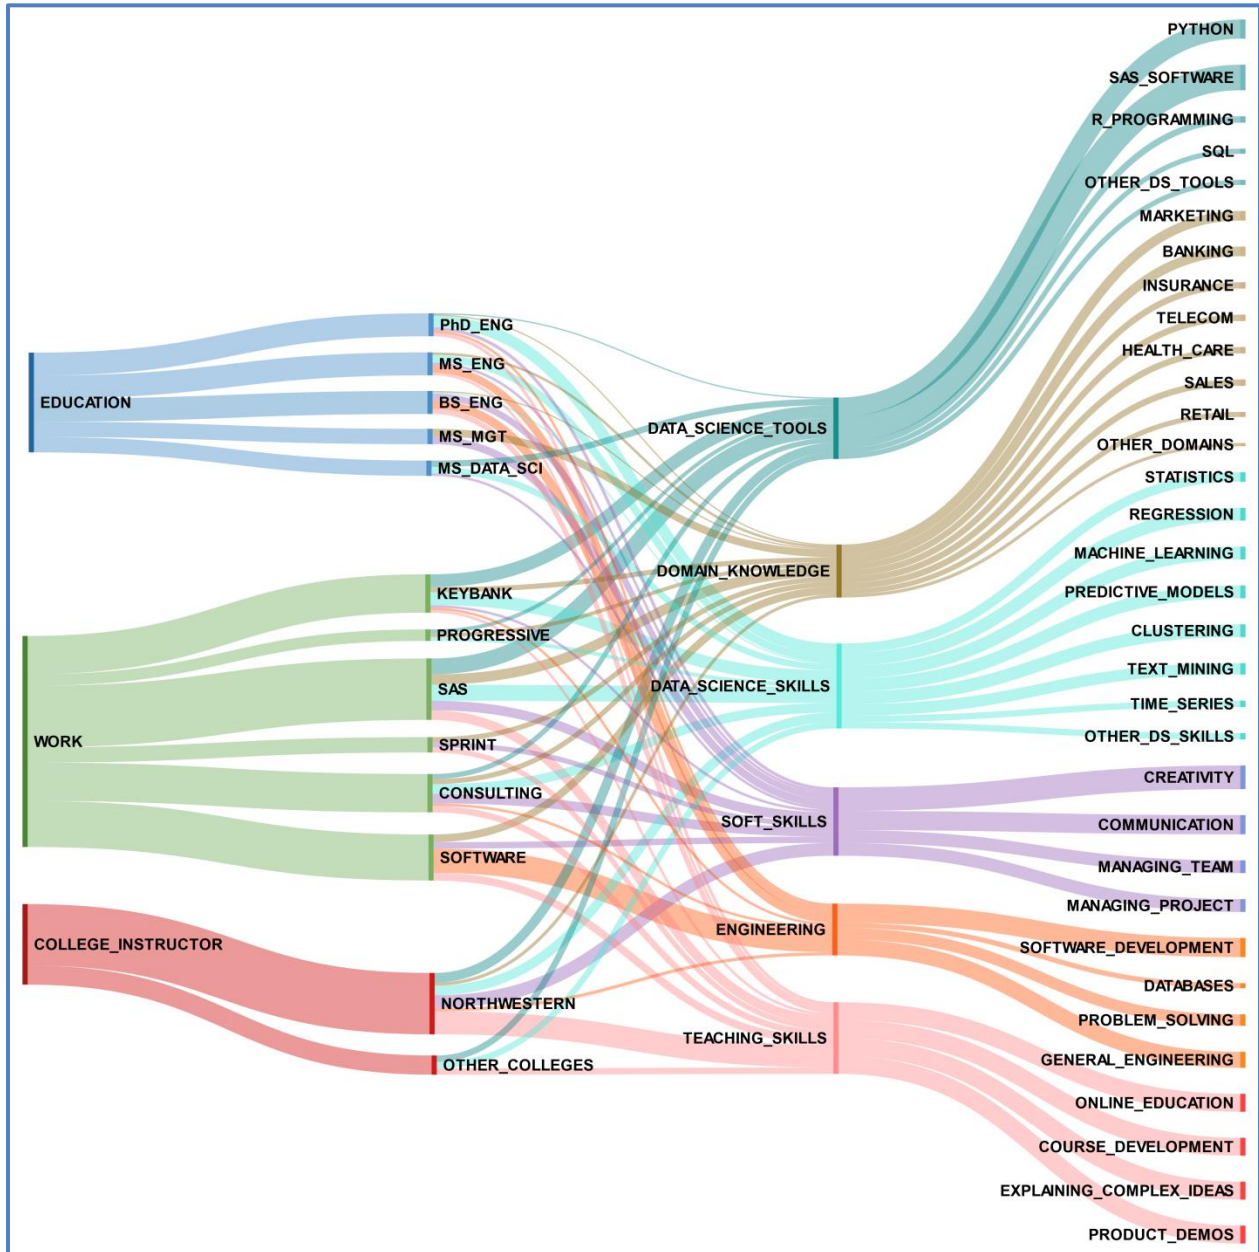 EDUCATION
WORK
COLLEGE_INSTRUCTOR
PhD_ENG
MS_ENG
BS_ENG
MS_MGT
MS_DATA_SCI
KEYBANK
PROGRESSIVE
SAS
SPRINT
CONSULTING
SOFTWARE
NORTHWESTERN
OTHER_COLLEGES
DATA_SCIENCE_TOOLS
DOMAIN_KNOWLEDGE
DATA_SCIENCE_SKILLS
SOFT_SKILLS
ENGINEERING
TEACHING_SKILLS
PYTHON
SAS_SOFTWARE
R_PROGRAMMING
SQL
OTHER_DS_TOOLS
MARKETING
BANKING
INSURANCE
TELECOM
HEALTH_CARE
SALES
RETAIL
OTHER_DOMAINS
STATISTICS
REGRESSION
MACHINE_LEARNING
PREDICTIVE_MODELS
CLUSTERING
TEXT_MINING
TIME_SERIES
OTHER_DS_SKILLS
CREATIVITY
COMMUNICATION
MANAGING_TEAM
MANAGING_PROJECT
SOFTWARE_DEVELOPMENT
DATABASES
PROBLEM_SOLVING
GENERAL_ENGINEERING
ONLINE_EDUCATION
COURSE_DEVELOPMENT
EXPLAINING_COMPLEX_IDEAS
PRODUCT_DEMOS